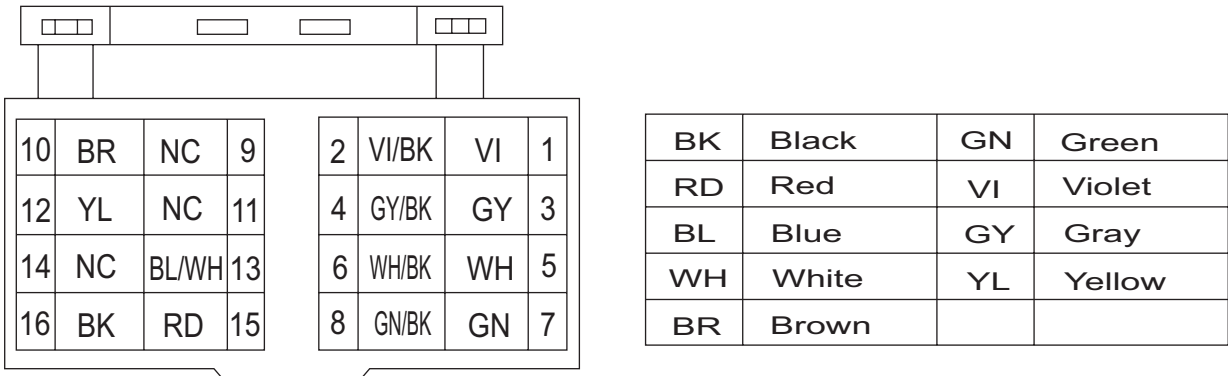 10 BR NC 9 2 VI/BK VI 1
12 YL NC 11 4 GY/BK GY 3
14 NC BL/WH 13 6 WH/BK WH 5
16 BK RD 15 8 GN/BK GN 7
BK Black GN Green
RD Red VI Violet
BL Blue GY Gray
WH White YL Yellow
BR Brown